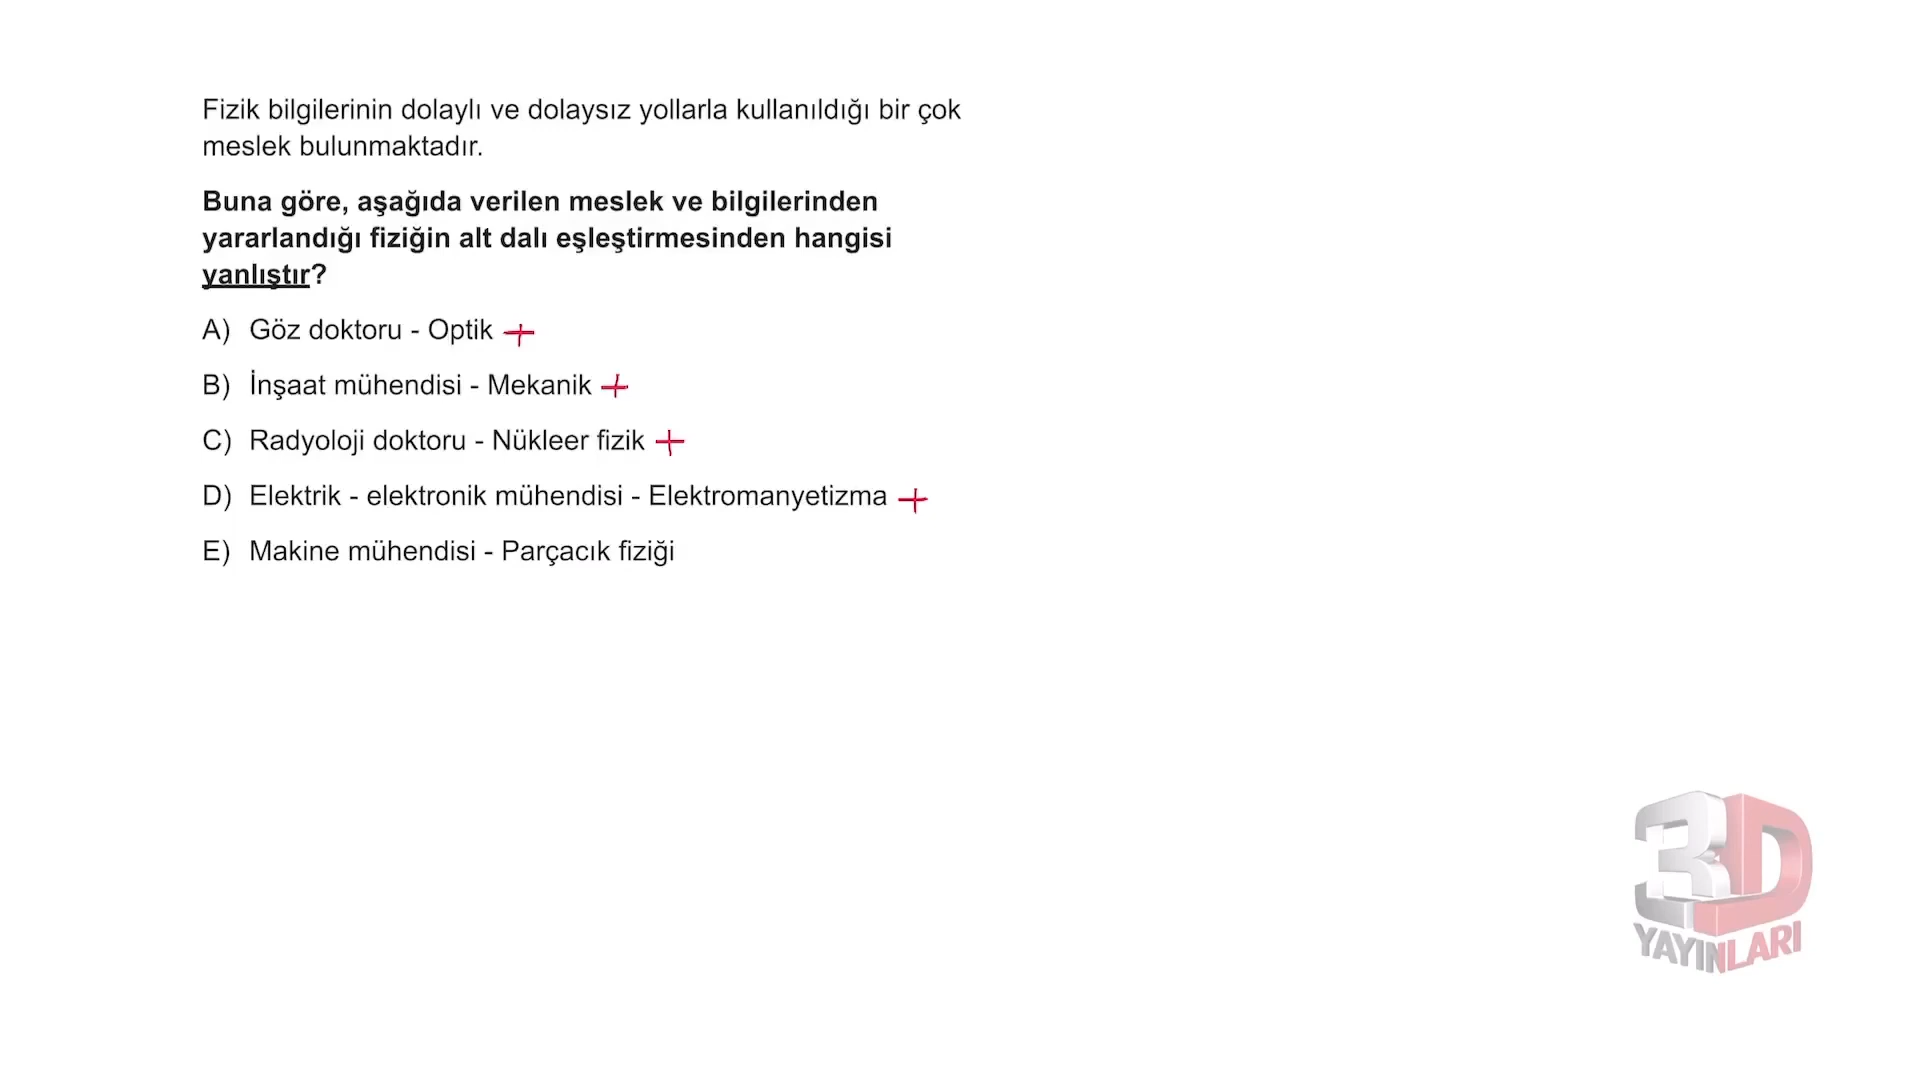 Fizik bilgilerinin dolaylı ve dolaysız yollarla kullanıldığı bir çok
meslek bulunmaktadır.
Buna göre, aşağıda verilen meslek ve bilgilerinden
yararlandığı fiziğin alt dalı eşleştirmesinden hangisi
yanlıştır?
A) Göz doktoru - Optik +
B) İnşaat mühendisi - Mekanik +
C) Radyoloji doktoru - Nükleer fizik +
D) Elektrik - elektronik mühendisi - Elektromanyetizma +
E) Makine mühendisi - Parçacık fiziği
3D
YAYINLARI